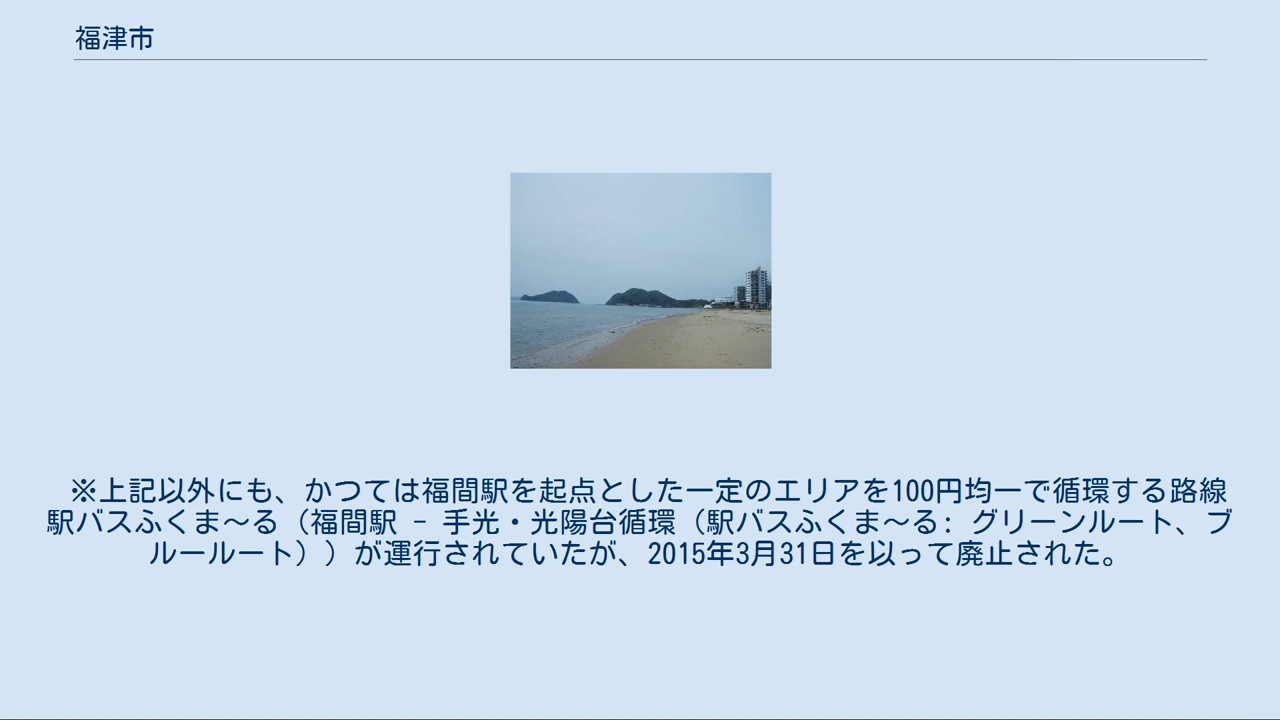 福津市
※上記以外にも、かつては福間駅を起点とした一定のエリアを100円均一で循環する路線
駅バスふくま〜る（福間駅 - 手光・光陽台循環（駅バスふくま〜る: グリーンルート、ブ
ルールート））が運行されていたが、2015年3月31日を以って廃止された。